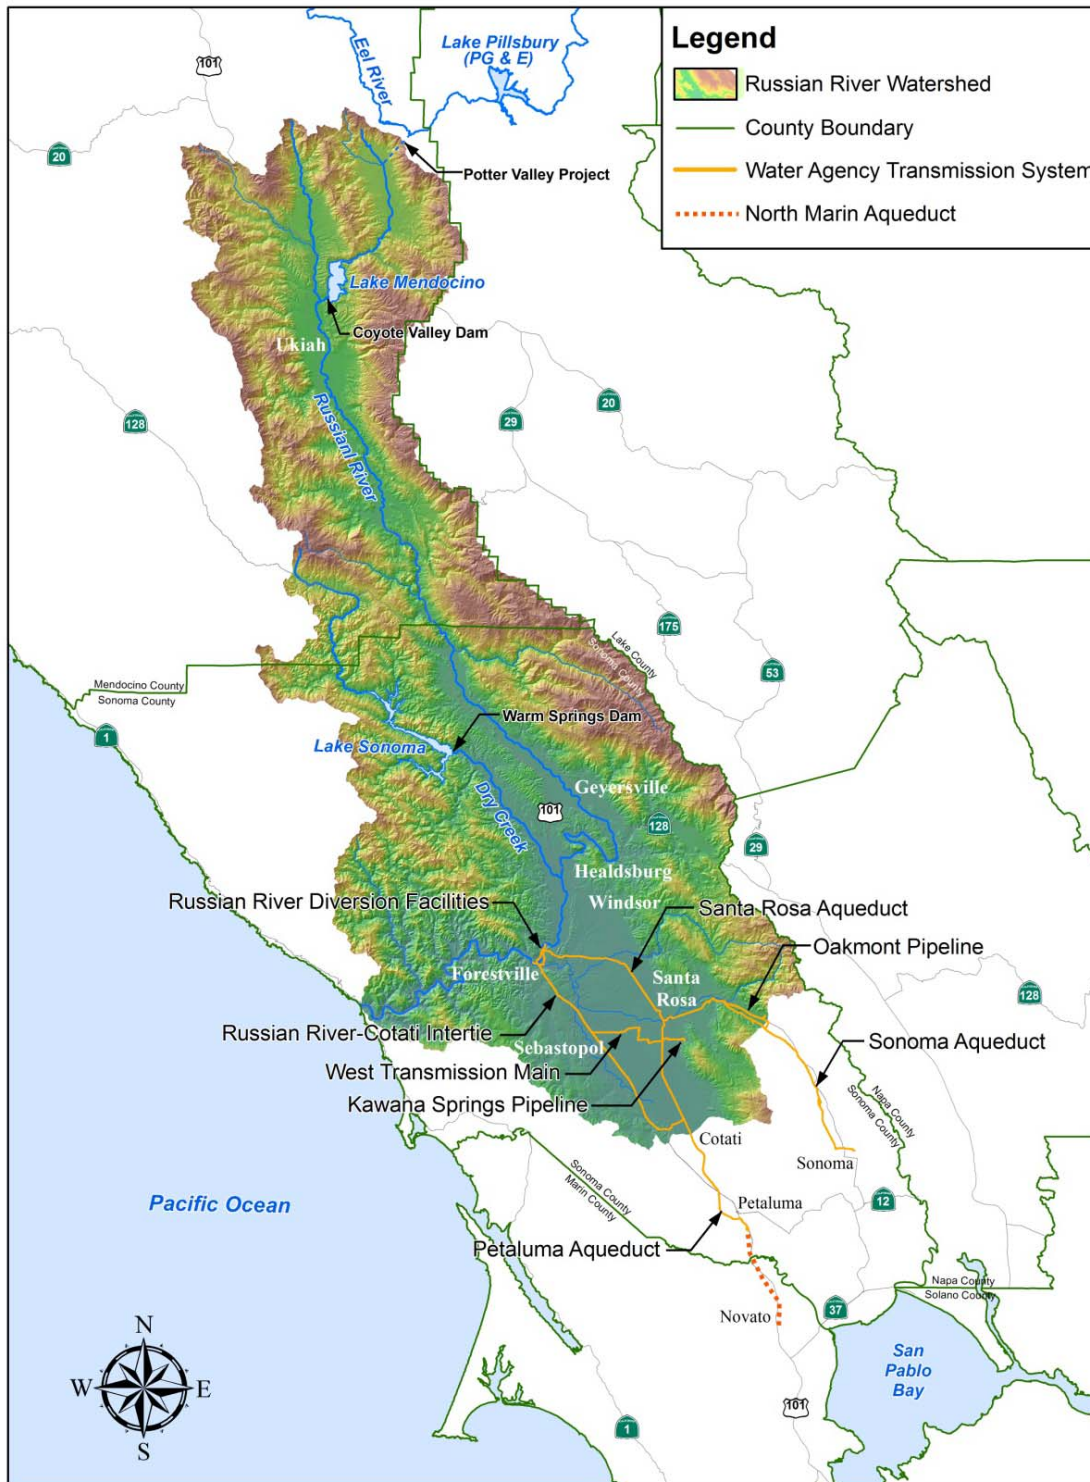 Legend
Russian River Watershed
County Boundary
Water Agency Transmission System
North Marin Aqueduct
Lake Pillsbury
(PG & E)
Eel River
101
20
Potter Valley Project
Lake Mendocino
Coyote Valley Dam
Ukiah
128
29
20
Russianl River
175
53
Lake County
Sonoma County
Mendocino County
Sonoma County
1
Warm Springs Dam
Lake Sonoma
Geyersville
101
128
Dry Creek
29
Healdsburg
Windsor
Russian River Diversion Facilities
Santa Rosa Aqueduct
Oakmont Pipeline
Forestville
Santa
Rosa
128
Russian River-Cotati Intertie
Sebastopol
Sonoma Aqueduct
West Transmission Main
Kawana Springs Pipeline
Napa County
Sonoma County
Cotati
Sonoma
Sonoma County
Marin County
Pacific Ocean
Petaluma
12
Petaluma Aqueduct
Napa County
Solano County
Novato
37
San
Pablo
Bay
N
W
E
S
1
101